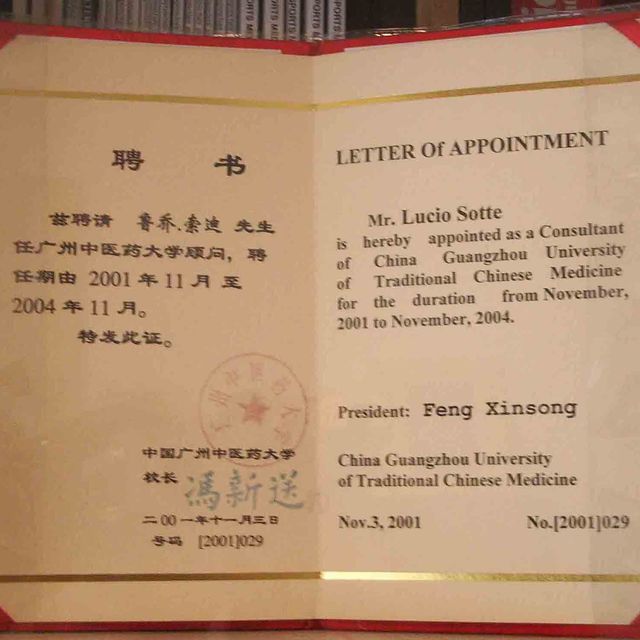 聘 书
兹聘请 鲁乔.索迪 先生
任广州中医药大学顾问, 聘
任期由 2001 年 11 月 至
2004 年 11 月。
特发此证。
中国广州中医药大学
校长 馮新送
二00一年十一月三日
号码 [2001]029
LETTER Of APPOINTMENT
Mr. Lucio Sotte
is hereby appointed as a Consultant
of China Guangzhou University
of Traditional Chinese Medicine
for the duration from November,
2001 to November, 2004.
President: Feng Xinsong
China Guangzhou University
of Traditional Chinese Medicine
Nov.3, 2001 No.[2001]029